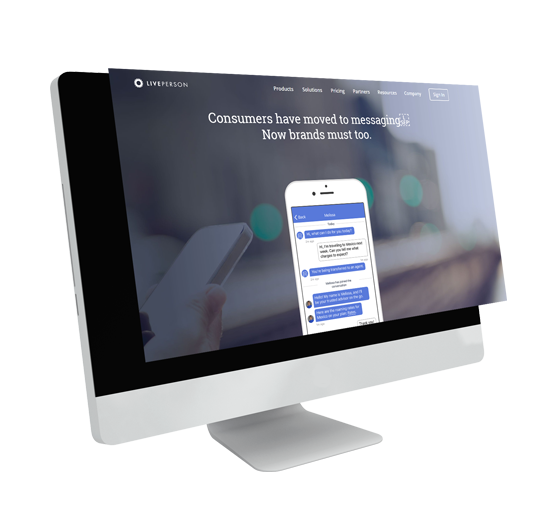 LIVEPERSON
Products Solutions Pricing Partners Resources Company Sign In
Consumers have moved to messaging
Now brands must too.
Back Melissa
Today
Hi, what can I do for you today?
Hi, I'm traveling to Mexico next
week. Can you tell me what
charges to expect?
You're being transferred to an agent.
Hello! My name is Melissa, and I'll
be your trusted advisor on the go.
Here are the roaming rates for
Mexico on your plan:
Thank you!